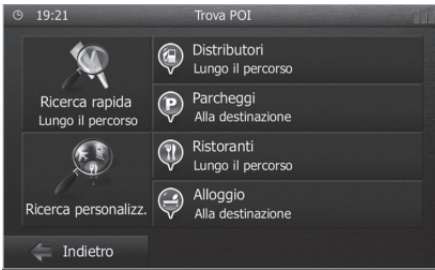 19:21
Trova POI
Ricerca rapida
Lungo il percorso
Ricerca personalizz.
Distributori
Lungo il percorso
P
Parcheggi
Alla destinazione
Ristoranti
Lungo il percorso
Alloggio
Alla destinazione
Indietro